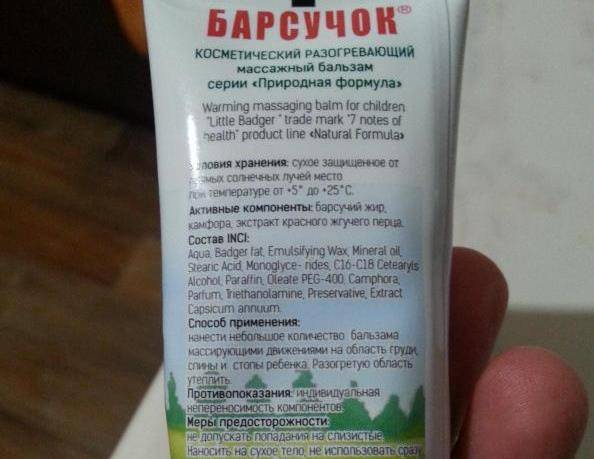 БАРСУЧОК®
КОСМЕТИЧЕСКИЙ РАЗОГРЕВАЮЩИЙ
массажный бальзам
серии «Природная формула»
Warming massaging balm for children
"Little Badger" trade mark "7 notes of
health" product line «Natural Formula»
Условия хранения: сухое защищенное от
прямых солнечных лучей место
при температуре от +5° до +25°С.
Активные компоненты: барсучий жир,
камфора, экстракт красного жгучего перца.
Состав INCI:
Aqua, Badger fat, Emulsifying Wax, Mineral oil,
Stearic Acid, Monoglyce- rides, C16-C18 Cetearyls
Alcohol, Paraffin, Oleate PEG-400, Camphora,
Parfum, Triethanolamine, Preservative, Extract
Capsicum annuum.
Способ применения:
нанести небольшое количество бальзама
массирующими движениями на область груди,
спины и стопы ребенка. Разогретую область
утеплить.
Противопоказания: индивидуальная
непереносимость компонентов.
Меры предосторожности:
не допускать попадания на слизистые.
Наносить на сухое тело, не использовать сразу